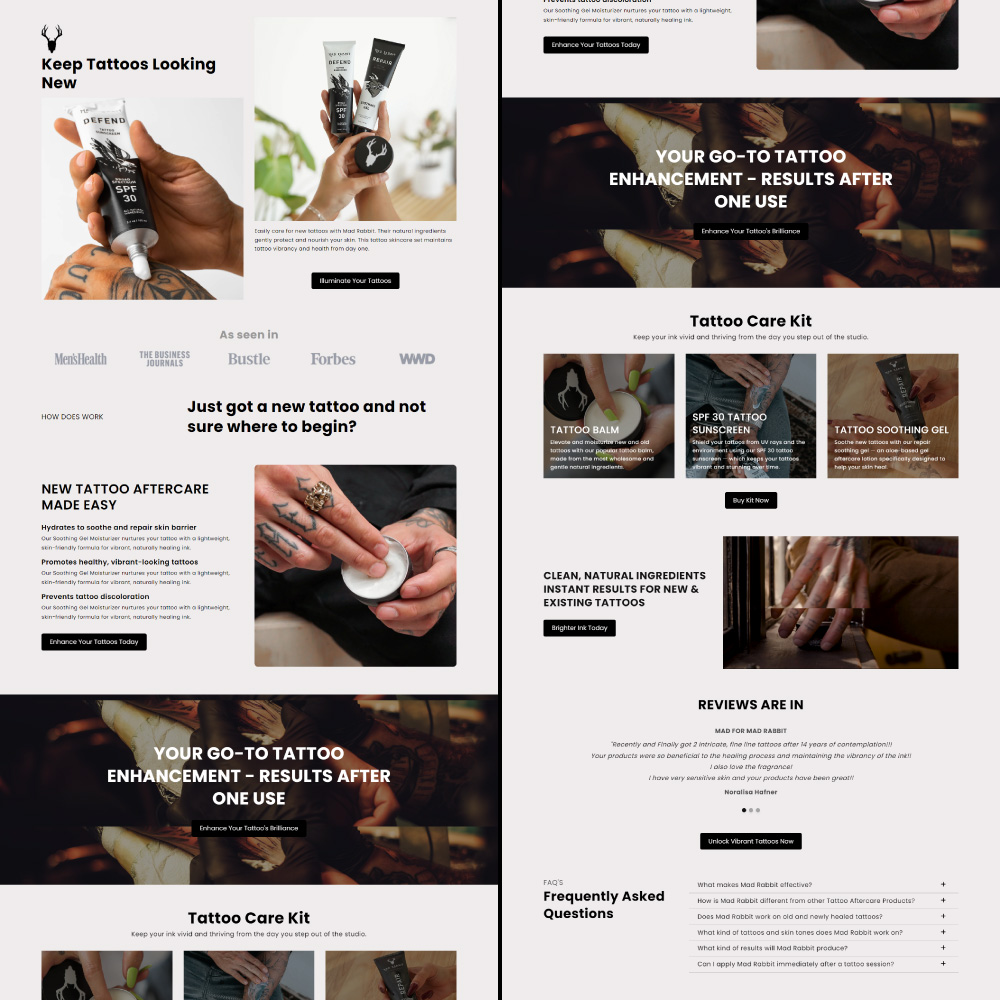 Keep Tattoos Looking
New
DEFEND
TATTOO
SUNSCREEN
BROAD
SPECTRUM
SPF
30
DEFEND
SPF
30
REPAIR
Easily care for new tattoos with Mad Rabbit. Their natural ingredients
gently protect and nourish your skin. This tattoo skincare set maintains
tattoo vibrancy and health from day one.
Illuminate Your Tattoos
As seen in
Men'sHealth
THE BUSINESS
JOURNALS
Bustle
Forbes
WWD
HOW DOES WORK
Just got a new tattoo and not
sure where to begin?
NEW TATTOO AFTERCARE
MADE EASY
Hydrates to soothe and repair skin barrier
Our Soothing Gel Moisturizer nurtures your tattoo with a lightweight,
skin-friendly formula for vibrant, naturally healing ink.
Promotes healthy, vibrant-looking tattoos
Our Soothing Gel Moisturizer nurtures your tattoo with a lightweight,
skin-friendly formula for vibrant, naturally healing ink.
Prevents tattoo discoloration
Our Soothing Gel Moisturizer nurtures your tattoo with a lightweight,
skin-friendly formula for vibrant, naturally healing ink.
Enhance Your Tattoos Today
YOUR GO-TO TATTOO
ENHANCEMENT - RESULTS AFTER
ONE USE
Enhance Your Tattoo's Brilliance
Tattoo Care Kit
Keep your ink vivid and thriving from the day you step out of the studio.
Our Soothing Gel Moisturizer nurtures your tattoo with a lightweight,
skin-friendly formula for vibrant, naturally healing ink.
Enhance Your Tattoos Today
YOUR GO-TO TATTOO
ENHANCEMENT - RESULTS AFTER
ONE USE
Enhance Your Tattoo's Brilliance
Tattoo Care Kit
Keep your ink vivid and thriving from the day you step out of the studio.
TATTOO BALM
Elevate and moisturize new and old
tattoos with our popular tattoo balm,
made from the most wholesome and
gentle natural ingredients.
SPF 30 TATTOO
SUNSCREEN
Shield your tattoos from UV rays and the
environment using our SPF 30 tattoo
sunscreen — which keeps your tattoos
vibrant and stunning over time.
REPAIR
TATTOO SOOTHING GEL
Soothe new tattoos with our repair
soothing gel — an aloe-based gel
aftercare lotion specifically designed to
help your skin heal.
Buy Kit Now
CLEAN, NATURAL INGREDIENTS
INSTANT RESULTS FOR NEW &
EXISTING TATTOOS
Brighter Ink Today
REVIEWS ARE IN
MAD FOR MAD RABBIT
"Recently and Finally got 2 intricate, fine line tattoos after 14 years of contemplation!!!
Your products were so beneficial to the healing process and maintaining the vibrancy of the ink!!
I also love the fragrance!
I have very sensitive skin and your products have been great!!
Noralisa Hafner
Unlock Vibrant Tattoos Now
FAQ'S
Frequently Asked
Questions
What makes Mad Rabbit effective? +
How is Mad Rabbit different from other Tattoo Aftercare Products? +
Does Mad Rabbit work on old and newly healed tattoos? +
What kind of tattoos and skin tones does Mad Rabbit work on? +
What kind of results will Mad Rabbit produce? +
Can I apply Mad Rabbit immediately after a tattoo session? +